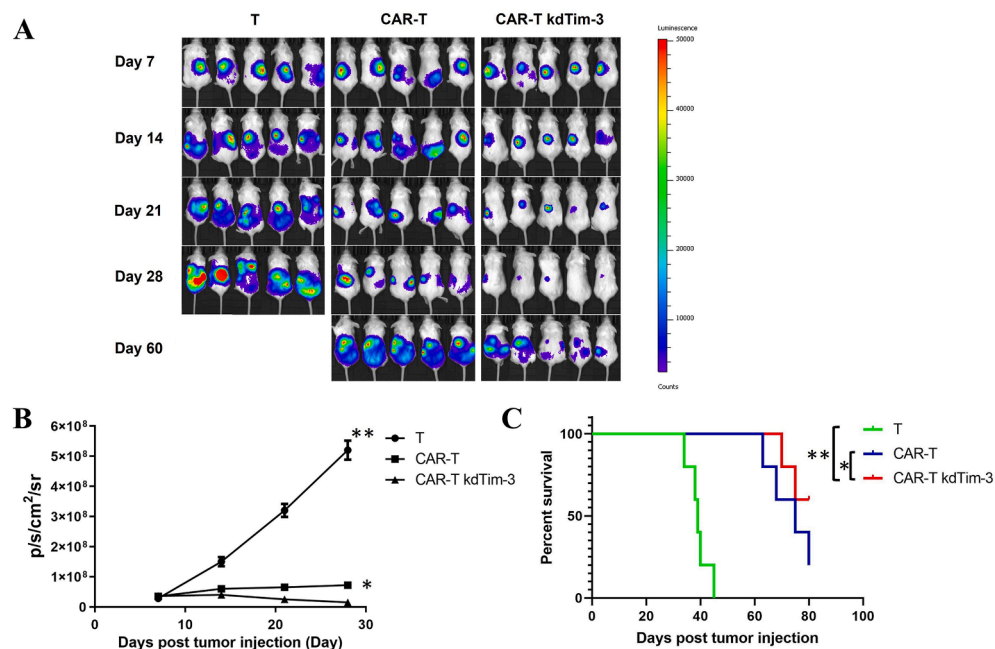 A
T
CAR-T
CAR-T kdTim-3
Day 7
Day 14
Day 21
Day 28
Day 60
Luminescence
50000
40000
30000
20000
10000
Counts
B
p/s/cm²/sr
6×10⁸
5×10⁸
4×10⁸
3×10⁸
2×10⁸
1×10⁸
0
0
10
20
30
Days post tumor injection (Day)
**
*
T
CAR-T
CAR-T kdTim-3
C
Percent survival
100
50
0
0
20
40
60
80
100
Days post tumor injection
**
*
T
CAR-T
CAR-T kdTim-3